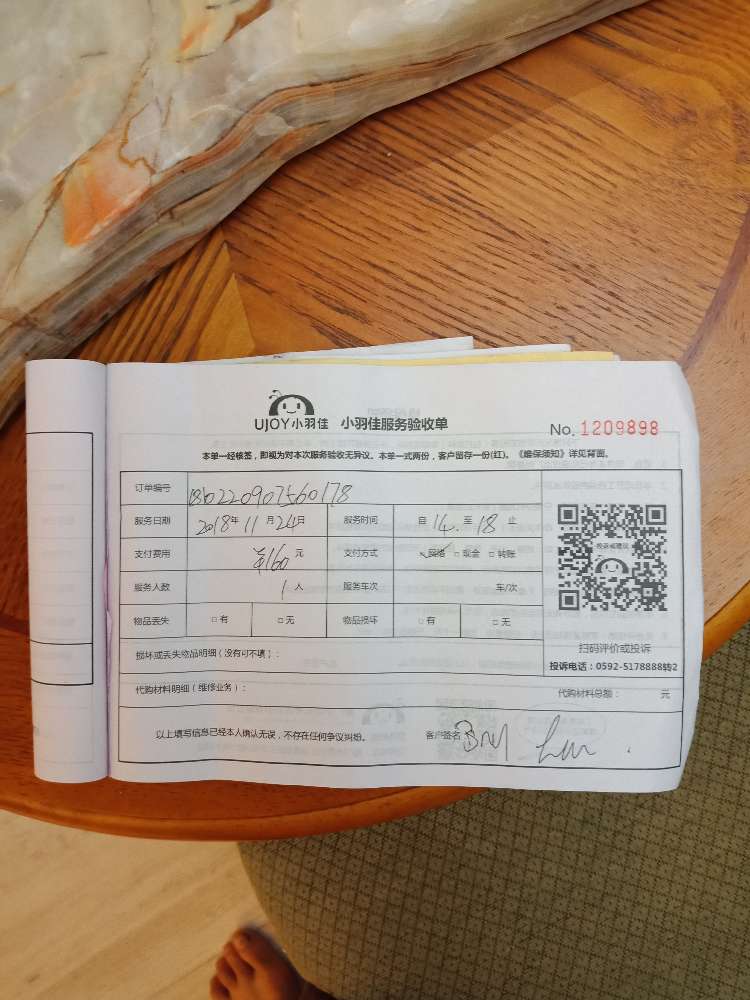 UJOY小羽佳 小羽佳服务验收单
No. 1209898
本单一经核签，即视为对本次服务验收无异议。本单一式两份，客户留存一份(红)。《维保须知》详见背面。
订单编号
服务日期 2018年 11月 24日 服务时间 自 14. 至 18 止
支付费用 ¥160 元 支付方式 网络 □ 现金 □ 转账
服务人数 1 人 服务车次 车/次
物品丢失 □ 有 □ 无 物品损坏 □ 有 □ 无
投诉或建议
扫码评价或投诉
投诉电话：0592-5178888转2
损坏或丢失物品明细（没有可不填）：
代购材料明细（维修业务）： 代购材料总额： 元
以上填写信息已经本人确认无误，不存在任何争议纠纷。 客户签名